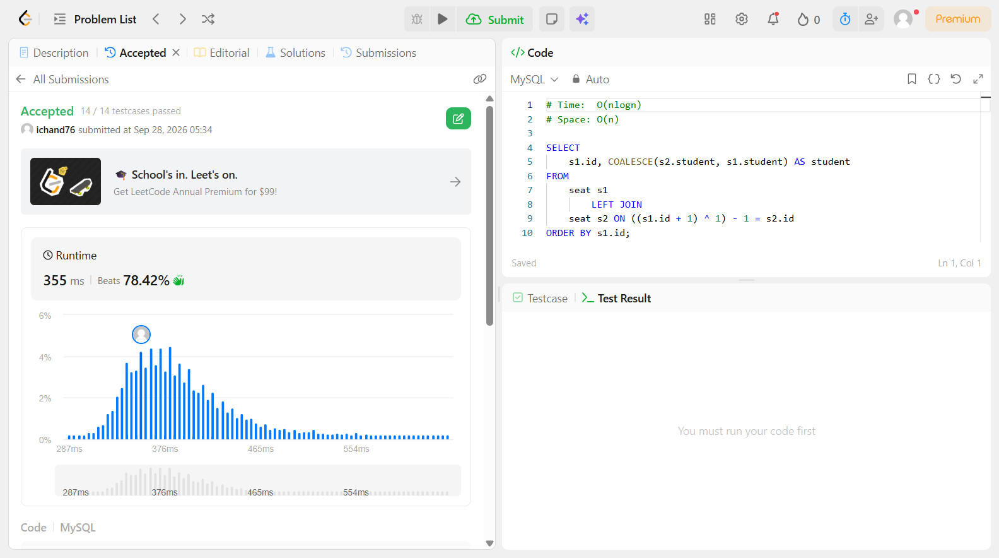 Problem List
Submit
0
Premium
Description
Accepted
Editorial
Solutions
Submissions
All Submissions
Accepted 14 / 14 testcases passed
ichand76 submitted at Sep 28, 2026 05:34
School's in. Leet's on.
Get LeetCode Annual Premium for $99!
Runtime
355 ms Beats 78.42%
6%
4%
2%
0%
287ms 376ms 465ms 554ms
287ms 376ms 465ms 554ms
Code MySQL
</> Code
MySQL Auto
1 # Time:  O(nlogn)
2 # Space: O(n)
3
4 SELECT
5     s1.id, COALESCE(s2.student, s1.student) AS student
6 FROM
7     seat s1
8         LEFT JOIN
9     seat s2 ON ((s1.id + 1) ^ 1) - 1 = s2.id
10 ORDER BY s1.id;
Saved Ln 1, Col 1
Testcase
Test Result
You must run your code first